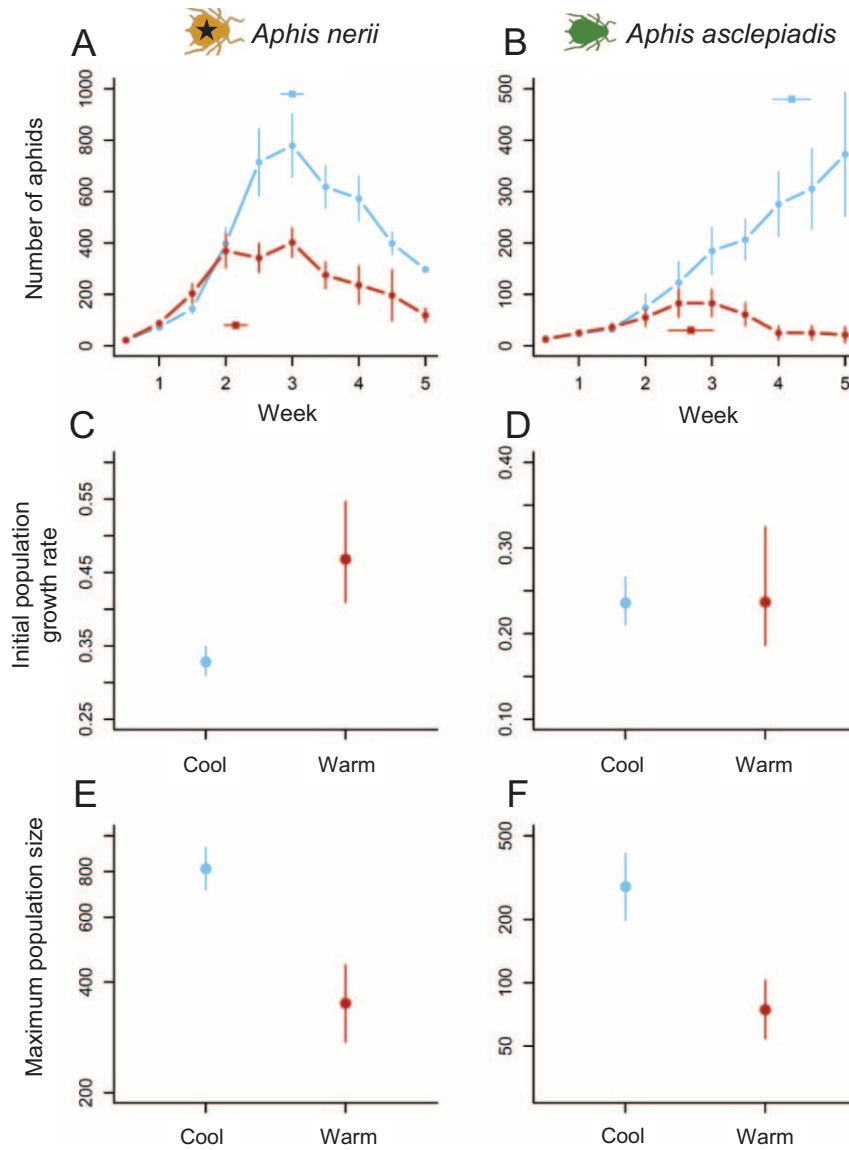 A
Aphis nerii
B
Aphis asclepiadis
Number of aphids
1000
800
600
400
200
0
1
2
3
4
5
Week
500
400
300
200
100
0
1
2
3
4
5
Week
C
Initial population
growth rate
0.55
0.45
0.35
0.25
Cool
Warm
D
0.40
0.30
0.20
0.10
Cool
Warm
E
Maximum population size
800
600
400
200
Cool
Warm
F
500
200
100
50
Cool
Warm